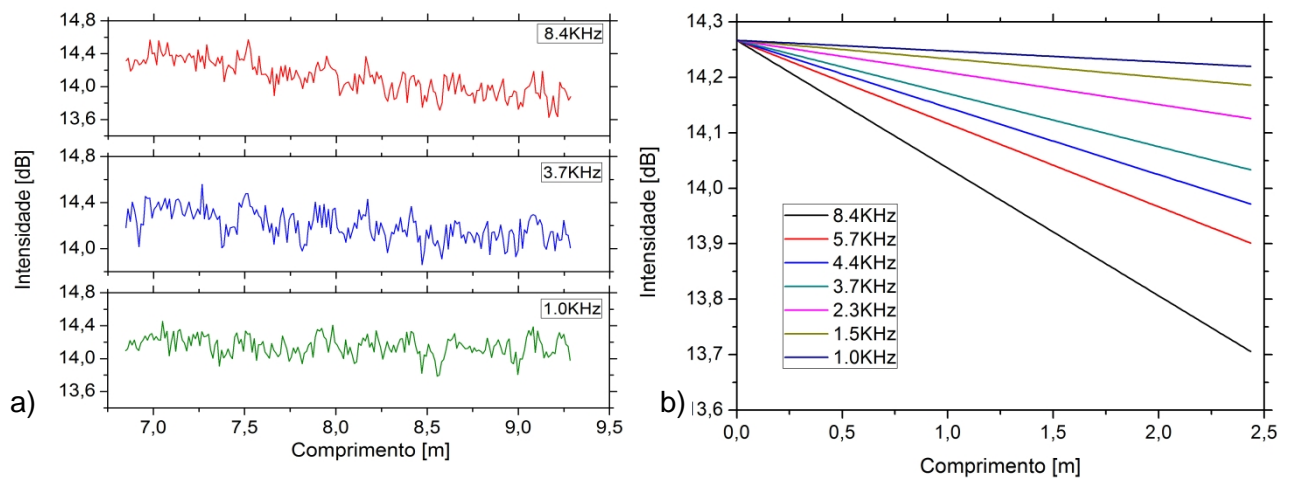 a)
Intensidade [dB]
14,8
14,4
14,0
13,6
8.4KHz
14,8
14,4
14,0
3.7KHz
14,8
14,4
14,0
13,6
1.0KHz
7,0 7,5 8,0 8,5 9,0 9,5
Comprimento [m]
b)
Intensidade [dB]
14,3
14,2
14,1
14,0
13,9
13,8
13,7
13,6
8.4KHz
5.7KHz
4.4KHz
3.7KHz
2.3KHz
1.5KHz
1.0KHz
0,0 0,5 1,0 1,5 2,0 2,5
Comprimento [m]